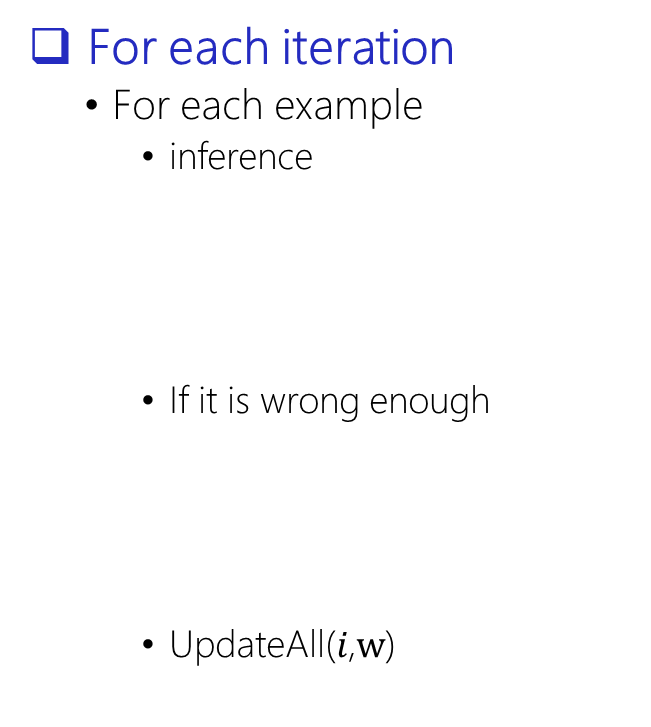 ❑ For each iteration
• For each example
• inference
• If it is wrong enough
• UpdateAll(i,w)